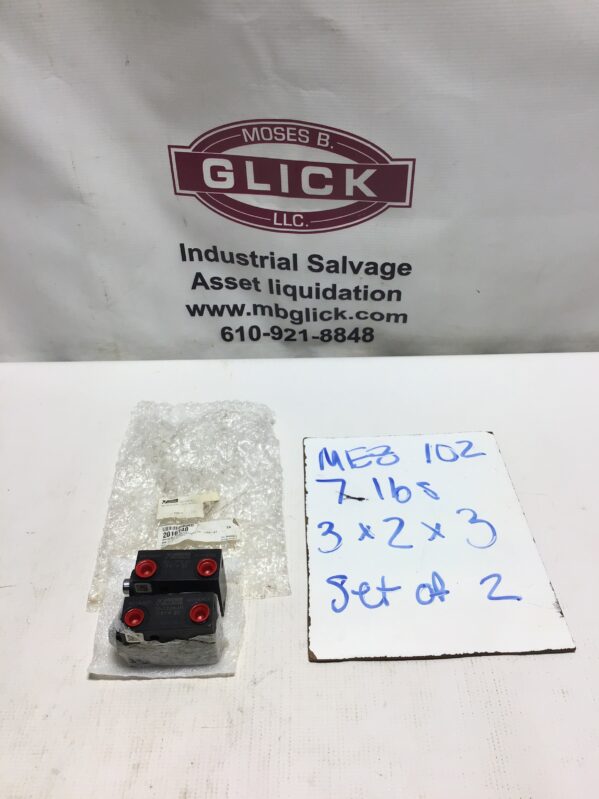 MOSES B.
GLICK
LLC.
Industrial Salvage
Asset liquidation
www.mbglick.com
610-921-8848
MEZ 102
7 lbs
3 x 2 x 3
Set of 2